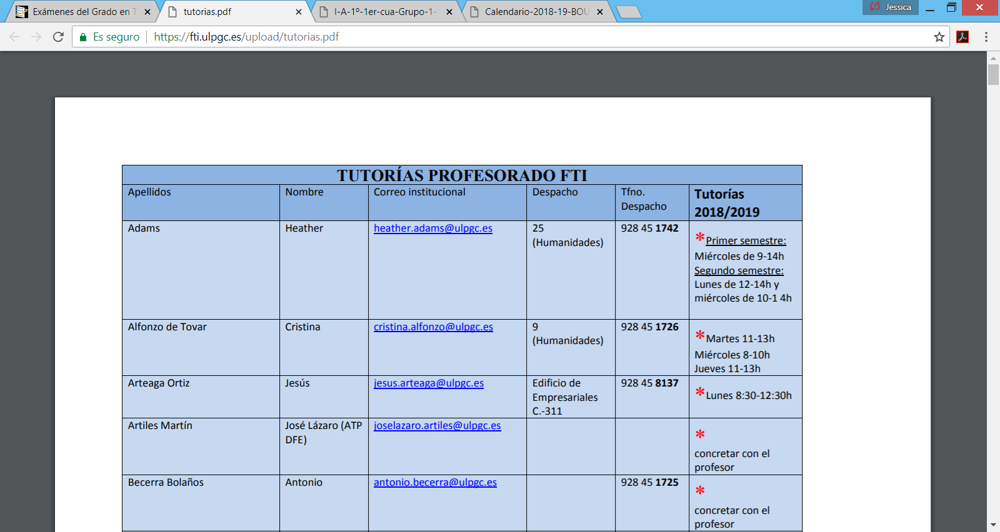 Exámenes del Grado en T
tutorias.pdf
I-A-1º-1er-cua-Grupo-1-
Calendario-2018-19-BOU
Jessica
Es seguro
https://fti.ulpgc.es/upload/tutorias.pdf
TUTORÍAS PROFESORADO FTI
Apellidos
Nombre
Correo institucional
Despacho
Tfno.
Despacho
Tutorías
2018/2019
Adams
Heather
heather.adams@ulpgc.es
25
(Humanidades)
928 45 1742
*Primer semestre:
Miércoles de 9-14h
Segundo semestre:
Lunes de 12-14h y
miércoles de 10-1 4h
Alfonzo de Tovar
Cristina
cristina.alfonzo@ulpgc.es
9
(Humanidades)
928 45 1726
*Martes 11-13h
Miércoles 8-10h
Jueves 11-13h
Arteaga Ortiz
Jesús
jesus.arteaga@ulpgc.es
Edificio de
Empresariales
C.-311
928 45 8137
*Lunes 8:30-12:30h
Artiles Martín
José Lázaro (ATP
DFE)
joselazaro.artiles@ulpgc.es
*
concretar con el
profesor
Becerra Bolaños
Antonio
antonio.becerra@ulpgc.es
928 45 1725
*
concretar con el
profesor